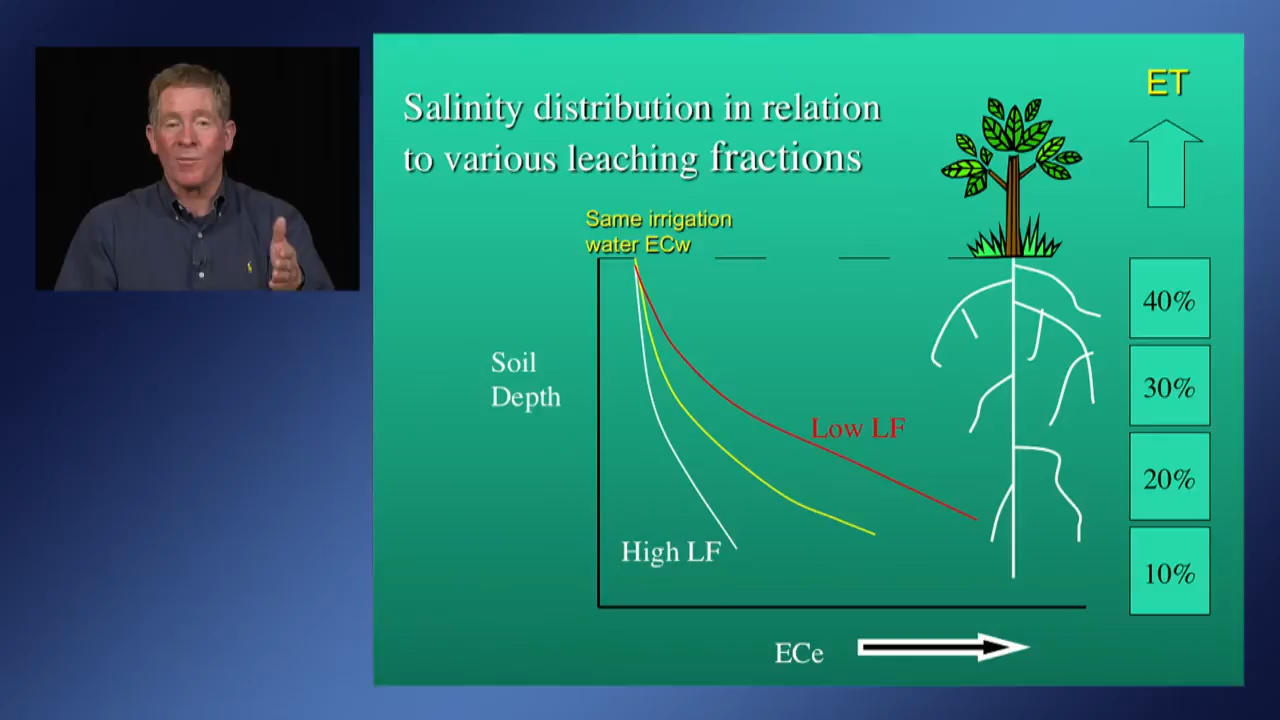 Salinity distribution in relation
to various leaching fractions
ET
Same irrigation
water ECw
Soil
Depth
Low LF
High LF
ECe
40%
30%
20%
10%